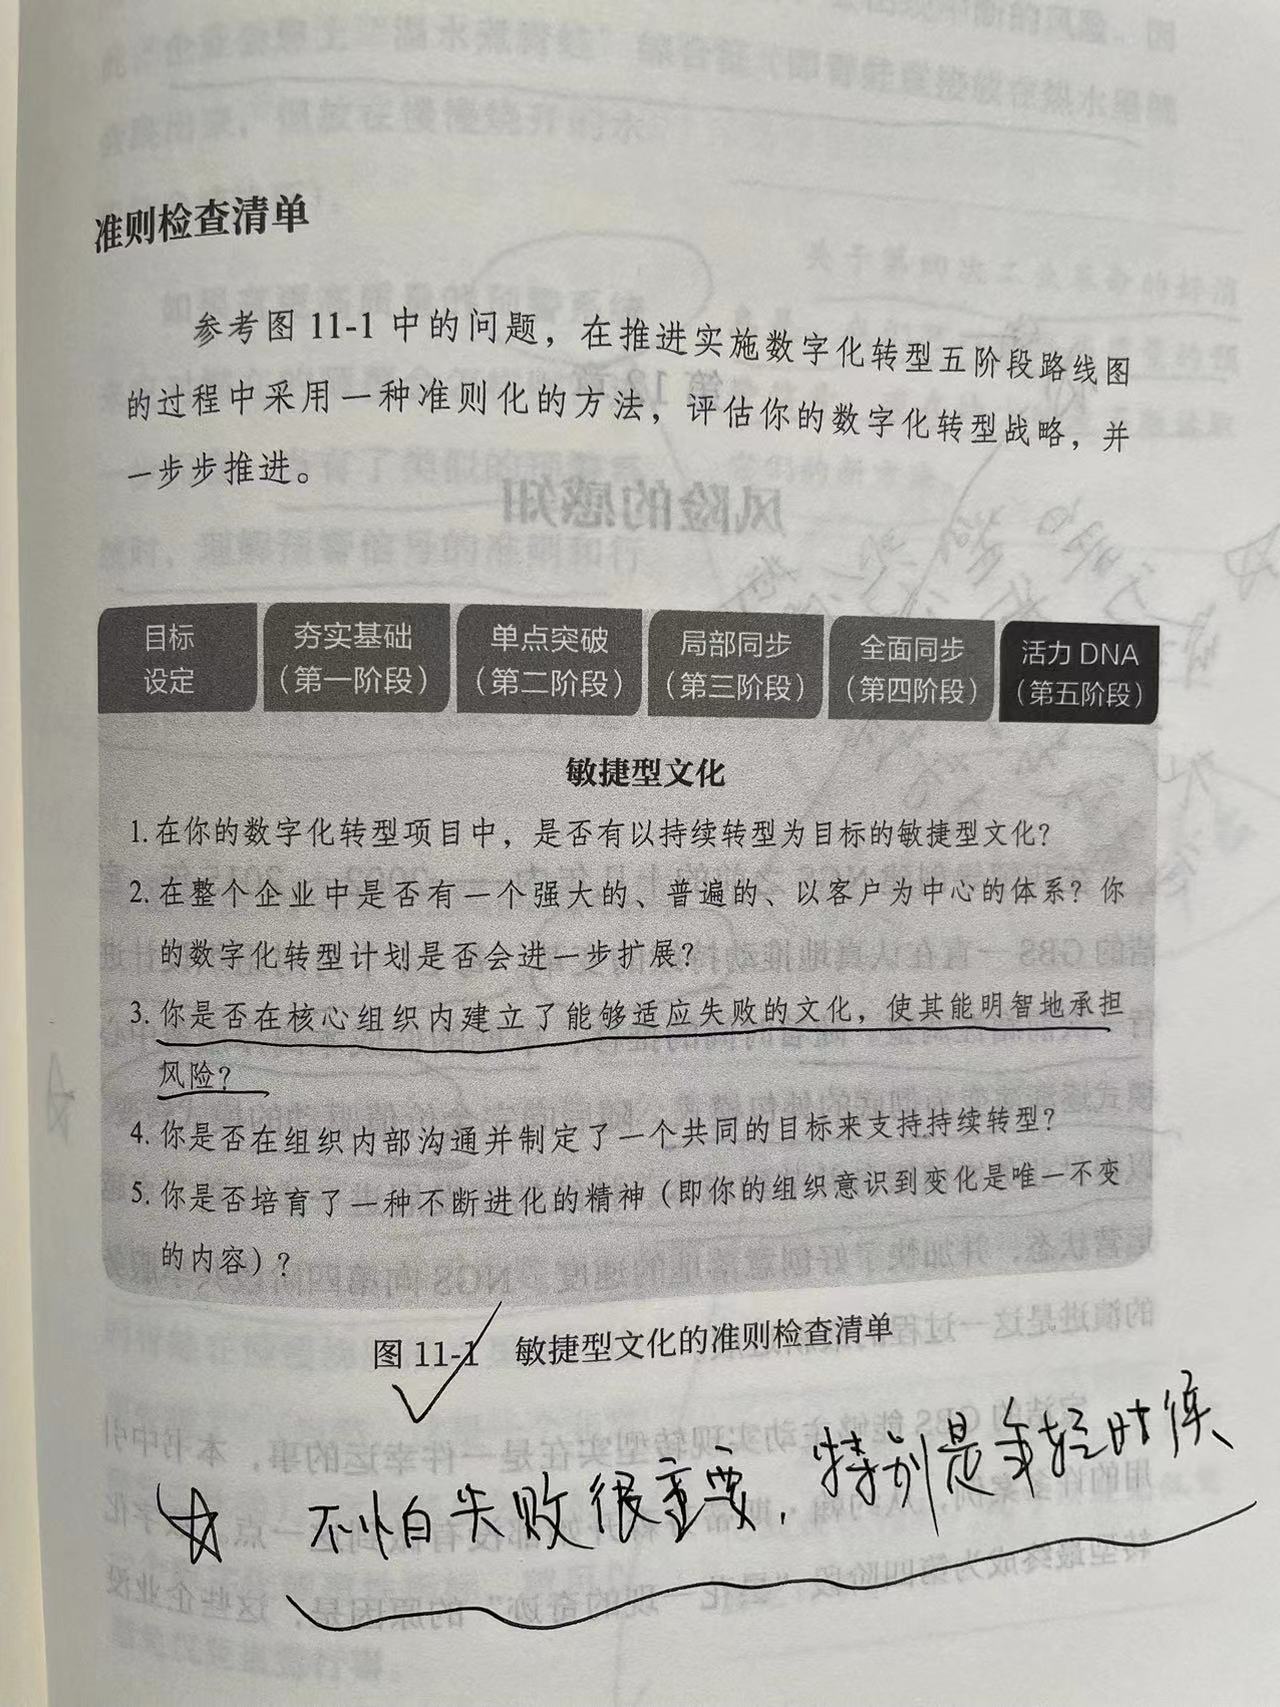 准则检查清单
参考图 11-1 中的问题，在推进实施数字化转型五阶段路线图
的过程中采用一种准则化的方法，评估你的数字化转型战略，并
一步步推进。
目标
设定
夯实基础
（第一阶段）
单点突破
（第二阶段）
局部同步
（第三阶段）
全面同步
（第四阶段）
活力 DNA
（第五阶段）
敏捷型文化
1. 在你的数字化转型项目中，是否有以持续转型为目标的敏捷型文化？
2. 在整个企业中是否有一个强大的、普遍的、以客户为中心的体系？你
的数字化转型计划是否会进一步扩展？
3. 你是否在核心组织内建立了能够适应失败的文化，使其能明智地承担
风险？
4. 你是否在组织内部沟通并制定了一个共同的目标来支持持续转型？
5. 你是否培育了一种不断进化的精神（即你的组织意识到变化是唯一不变
的内容）？
图 11-1 敏捷型文化的准则检查清单
不怕失败很重要，特别是年轻时候